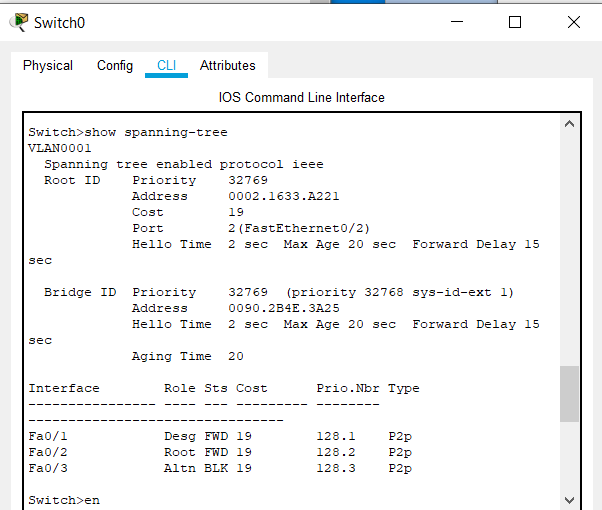 Switch0
Physical Config CLI Attributes
IOS Command Line Interface
Switch>show spanning-tree
VLAN0001
  Spanning tree enabled protocol ieee
  Root ID    Priority    32769
             Address     0002.1633.A221
             Cost        19
             Port        2(FastEthernet0/2)
             Hello Time  2 sec  Max Age 20 sec  Forward Delay 15
sec

  Bridge ID  Priority    32769  (priority 32768 sys-id-ext 1)
             Address     0090.2B4E.3A25
             Hello Time  2 sec  Max Age 20 sec  Forward Delay 15
sec
             Aging Time  20

Interface        Role Sts Cost      Prio.Nbr Type
---------------- ---- --- --------- --------
--------------------------------
Fa0/1            Desg FWD 19        128.1    P2p
Fa0/2            Root FWD 19        128.2    P2p
Fa0/3            Altn BLK 19        128.3    P2p

Switch>en